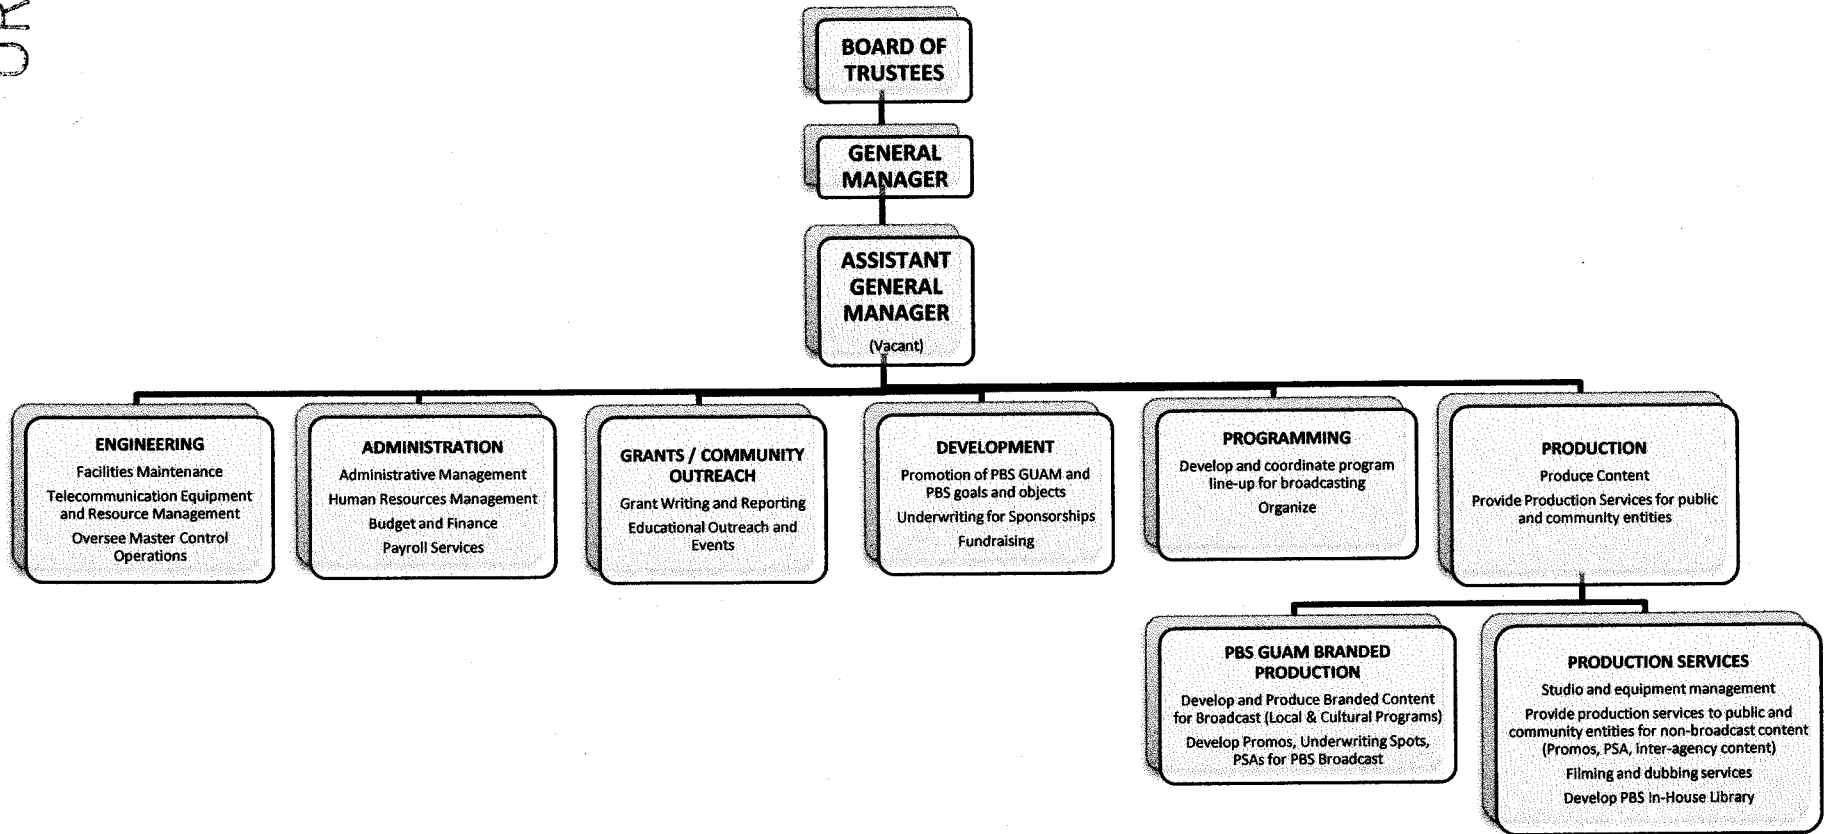 BOARD OF
TRUSTEES
GENERAL
MANAGER
ASSISTANT
GENERAL
MANAGER
(Vacant)
ENGINEERING
Facilities Maintenance
Telecommunication Equipment
and Resource Management
Oversee Master Control
Operations
ADMINISTRATION
Administrative Management
Human Resources Management
Budget and Finance
Payroll Services
GRANTS / COMMUNITY
OUTREACH
Grant Writing and Reporting
Educational Outreach and
Events
DEVELOPMENT
Promotion of PBS GUAM and
PBS goals and objects
Underwriting for Sponsorships
Fundraising
PROGRAMMING
Develop and coordinate program
line-up for broadcasting
Organize
PRODUCTION
Produce Content
Provide Production Services for public
and community entities
PBS GUAM BRANDED
PRODUCTION
Develop and Produce Branded Content
for Broadcast (Local & Cultural Programs)
Develop Promos, Underwriting Spots,
PSAs for PBS Broadcast
PRODUCTION SERVICES
Studio and equipment management
Provide production services to public and
community entities for non-broadcast content
(Promos, PSA, inter-agency content)
Filming and dubbing services
Develop PBS In-House Library